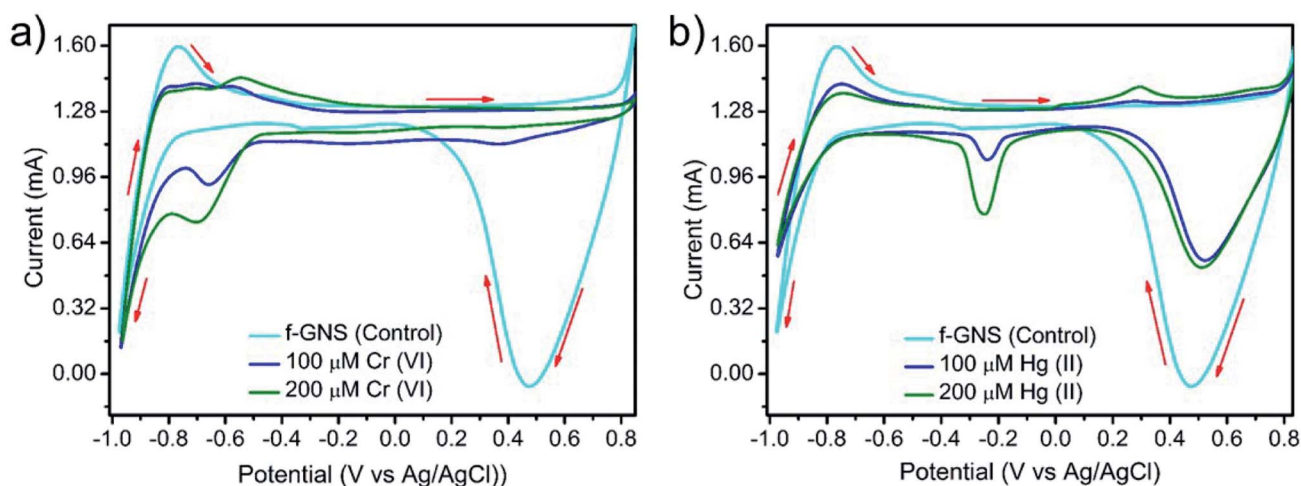 a)
1.60
1.28
0.96
0.64
0.32
0.00
Current (mA)
f-GNS (Control)
100 μM Cr (VI)
200 μM Cr (VI)
-1.0 -0.8 -0.6 -0.4 -0.2 0.0 0.2 0.4 0.6 0.8
Potential (V vs Ag/AgCl))
b)
1.60
1.28
0.96
0.64
0.32
0.00
Current (mA)
f-GNS (Control)
100 μM Hg (II)
200 μM Hg (II)
-1.0 -0.8 -0.6 -0.4 -0.2 0.0 0.2 0.4 0.6 0.8
Potential (V vs Ag/AgCl)